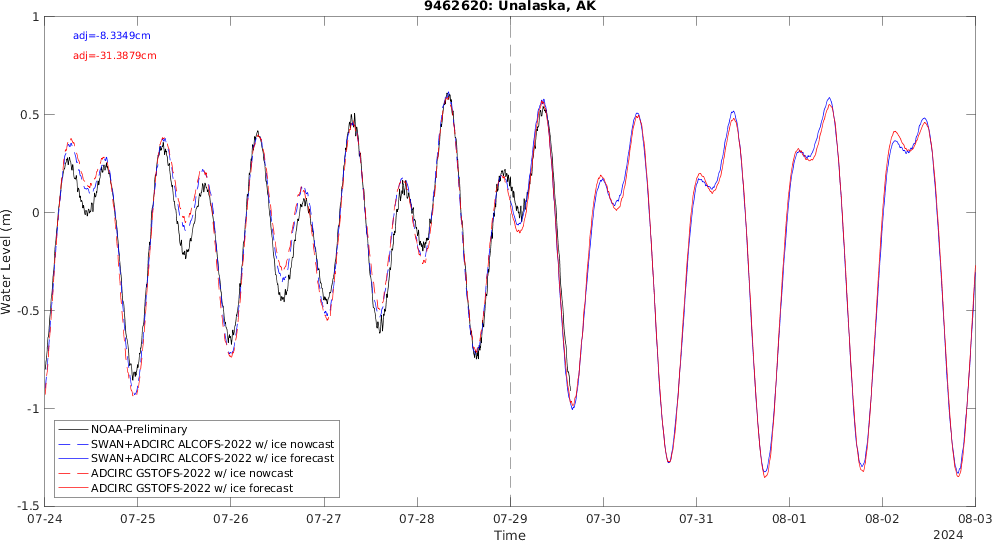 9462620: Unalaska, AK
adj=-8.3349cm
adj=-31.3879cm
1
0.5
0
-0.5
-1
-1.5
Water Level (m)
NOAA-Preliminary
SWAN+ADCIRC ALCOFS-2022 w/ ice nowcast
SWAN+ADCIRC ALCOFS-2022 w/ ice forecast
ADCIRC GSTOFS-2022 w/ ice nowcast
ADCIRC GSTOFS-2022 w/ ice forecast
07-24 07-25 07-26 07-27 07-28 07-29 07-30 07-31 08-01 08-02 08-03
Time
2024